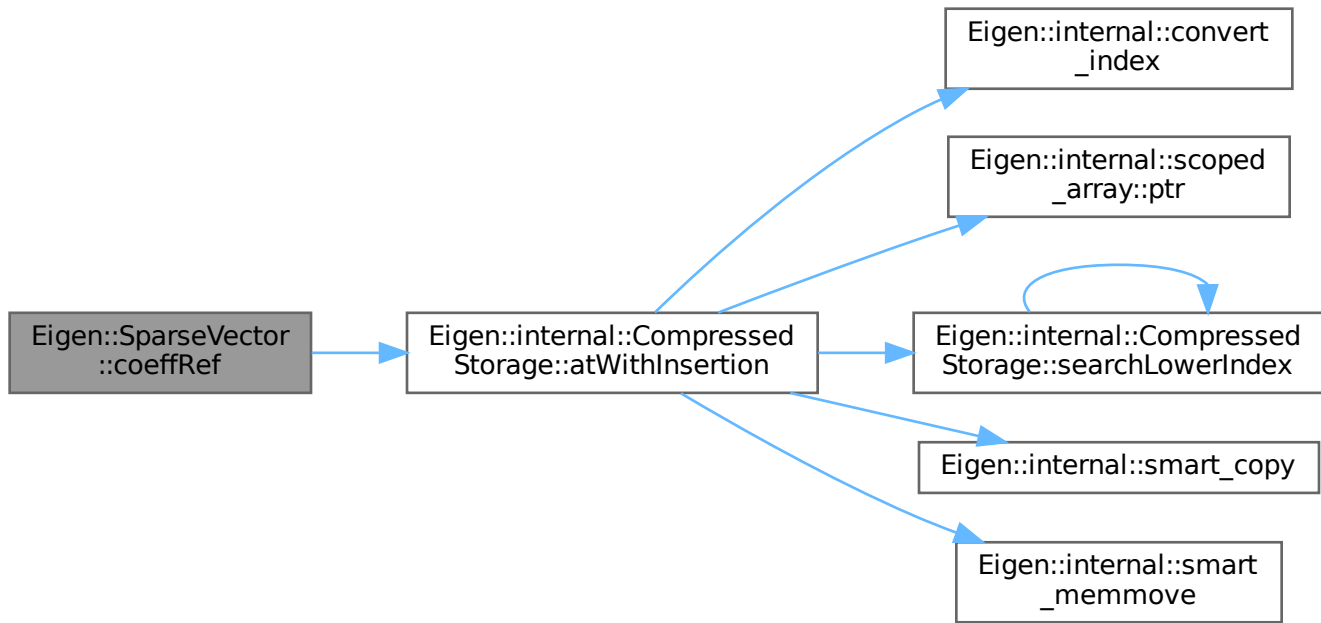 Eigen::SparseVector
::coeffRef
Eigen::internal::Compressed
Storage::atWithInsertion
Eigen::internal::convert
_index
Eigen::internal::scoped
_array::ptr
Eigen::internal::Compressed
Storage::searchLowerIndex
Eigen::internal::smart_copy
Eigen::internal::smart
_memmove